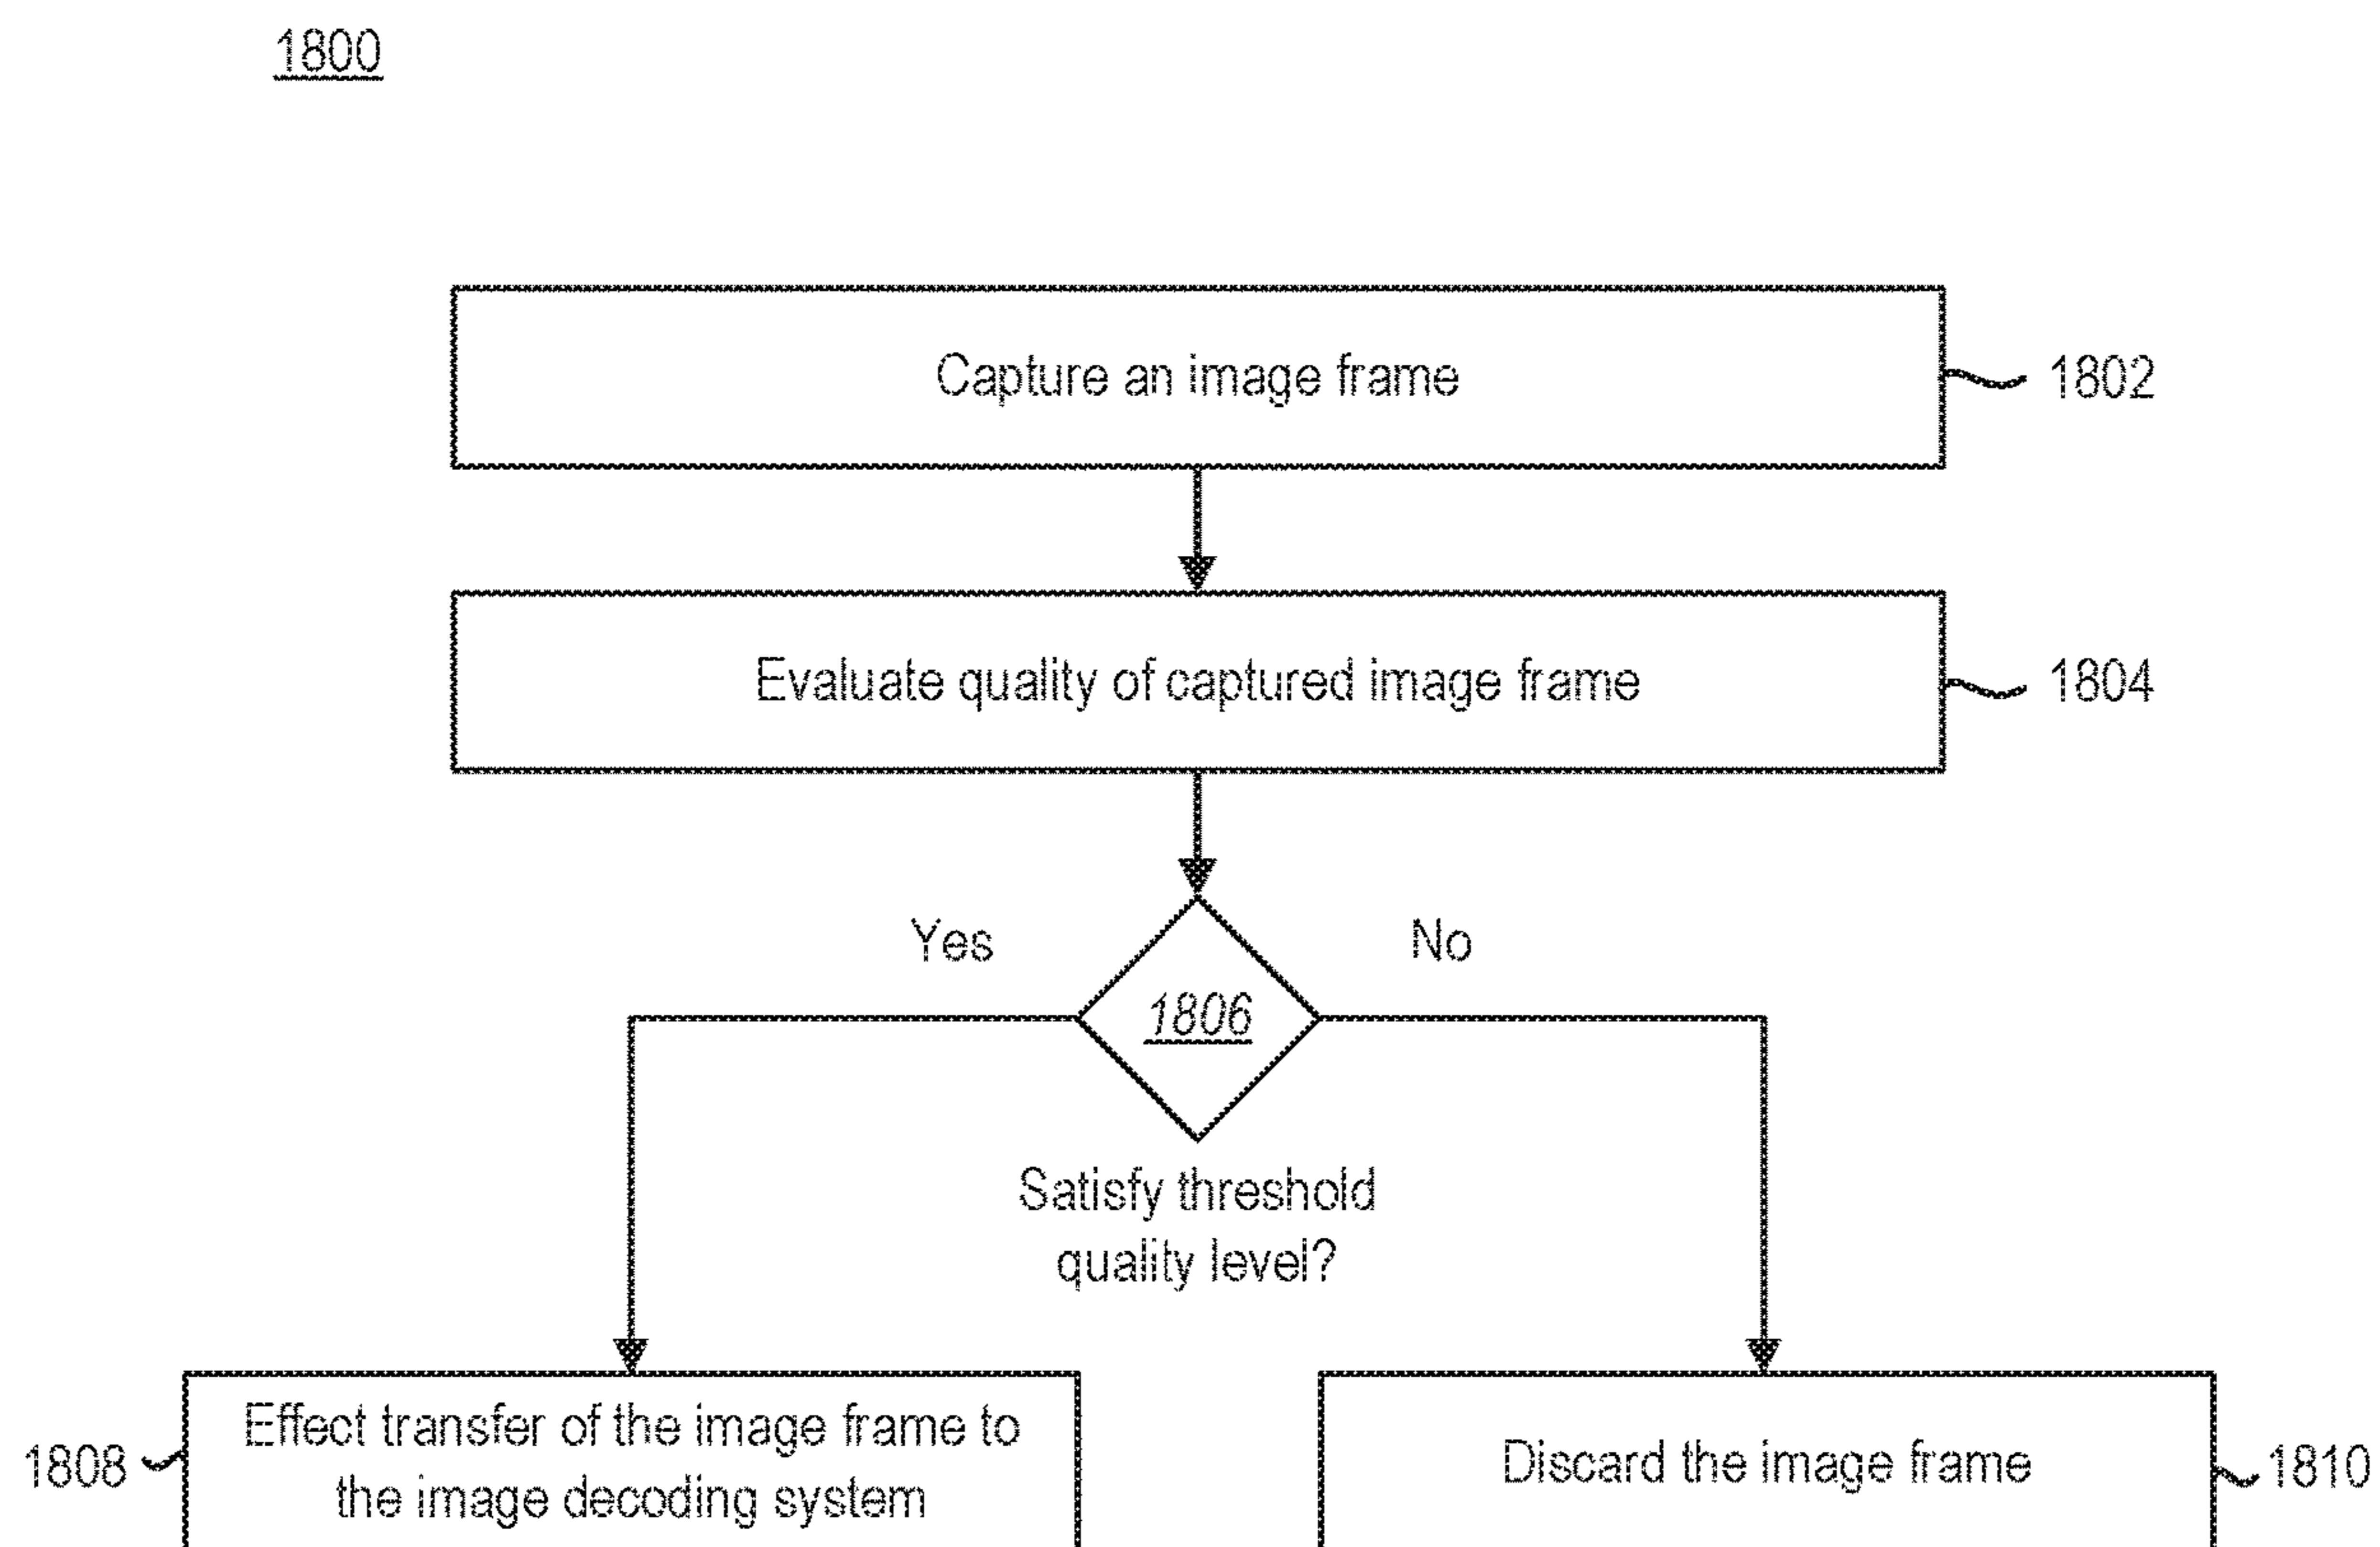 1800
Capture an image frame
1802
Evaluate quality of captured image frame
1804
Yes
No
1806
Satisfy threshold
quality level?
1808
Effect transfer of the image frame to
the image decoding system
Discard the image frame
1810